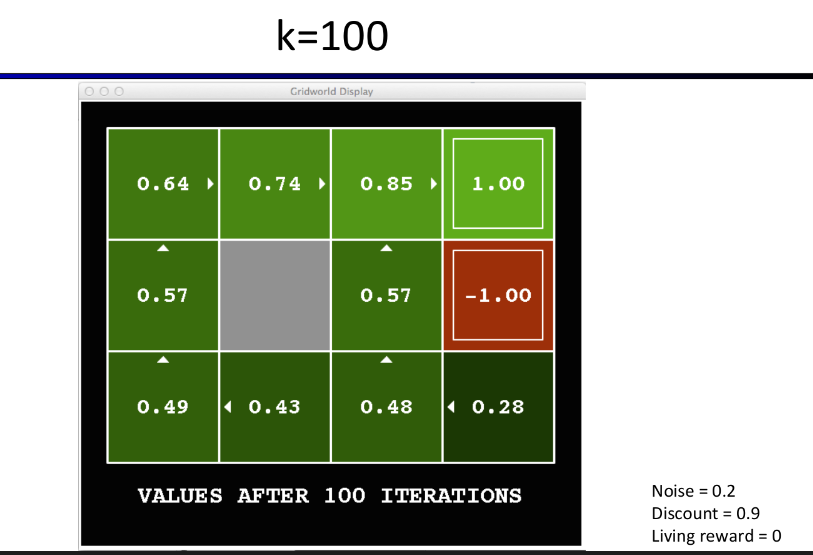 k=100
Gridworld Display
0.64 0.74 0.85 1.00
0.57 0.57 -1.00
0.49 0.43 0.48 0.28
VALUES AFTER 100 ITERATIONS
Noise = 0.2
Discount = 0.9
Living reward = 0